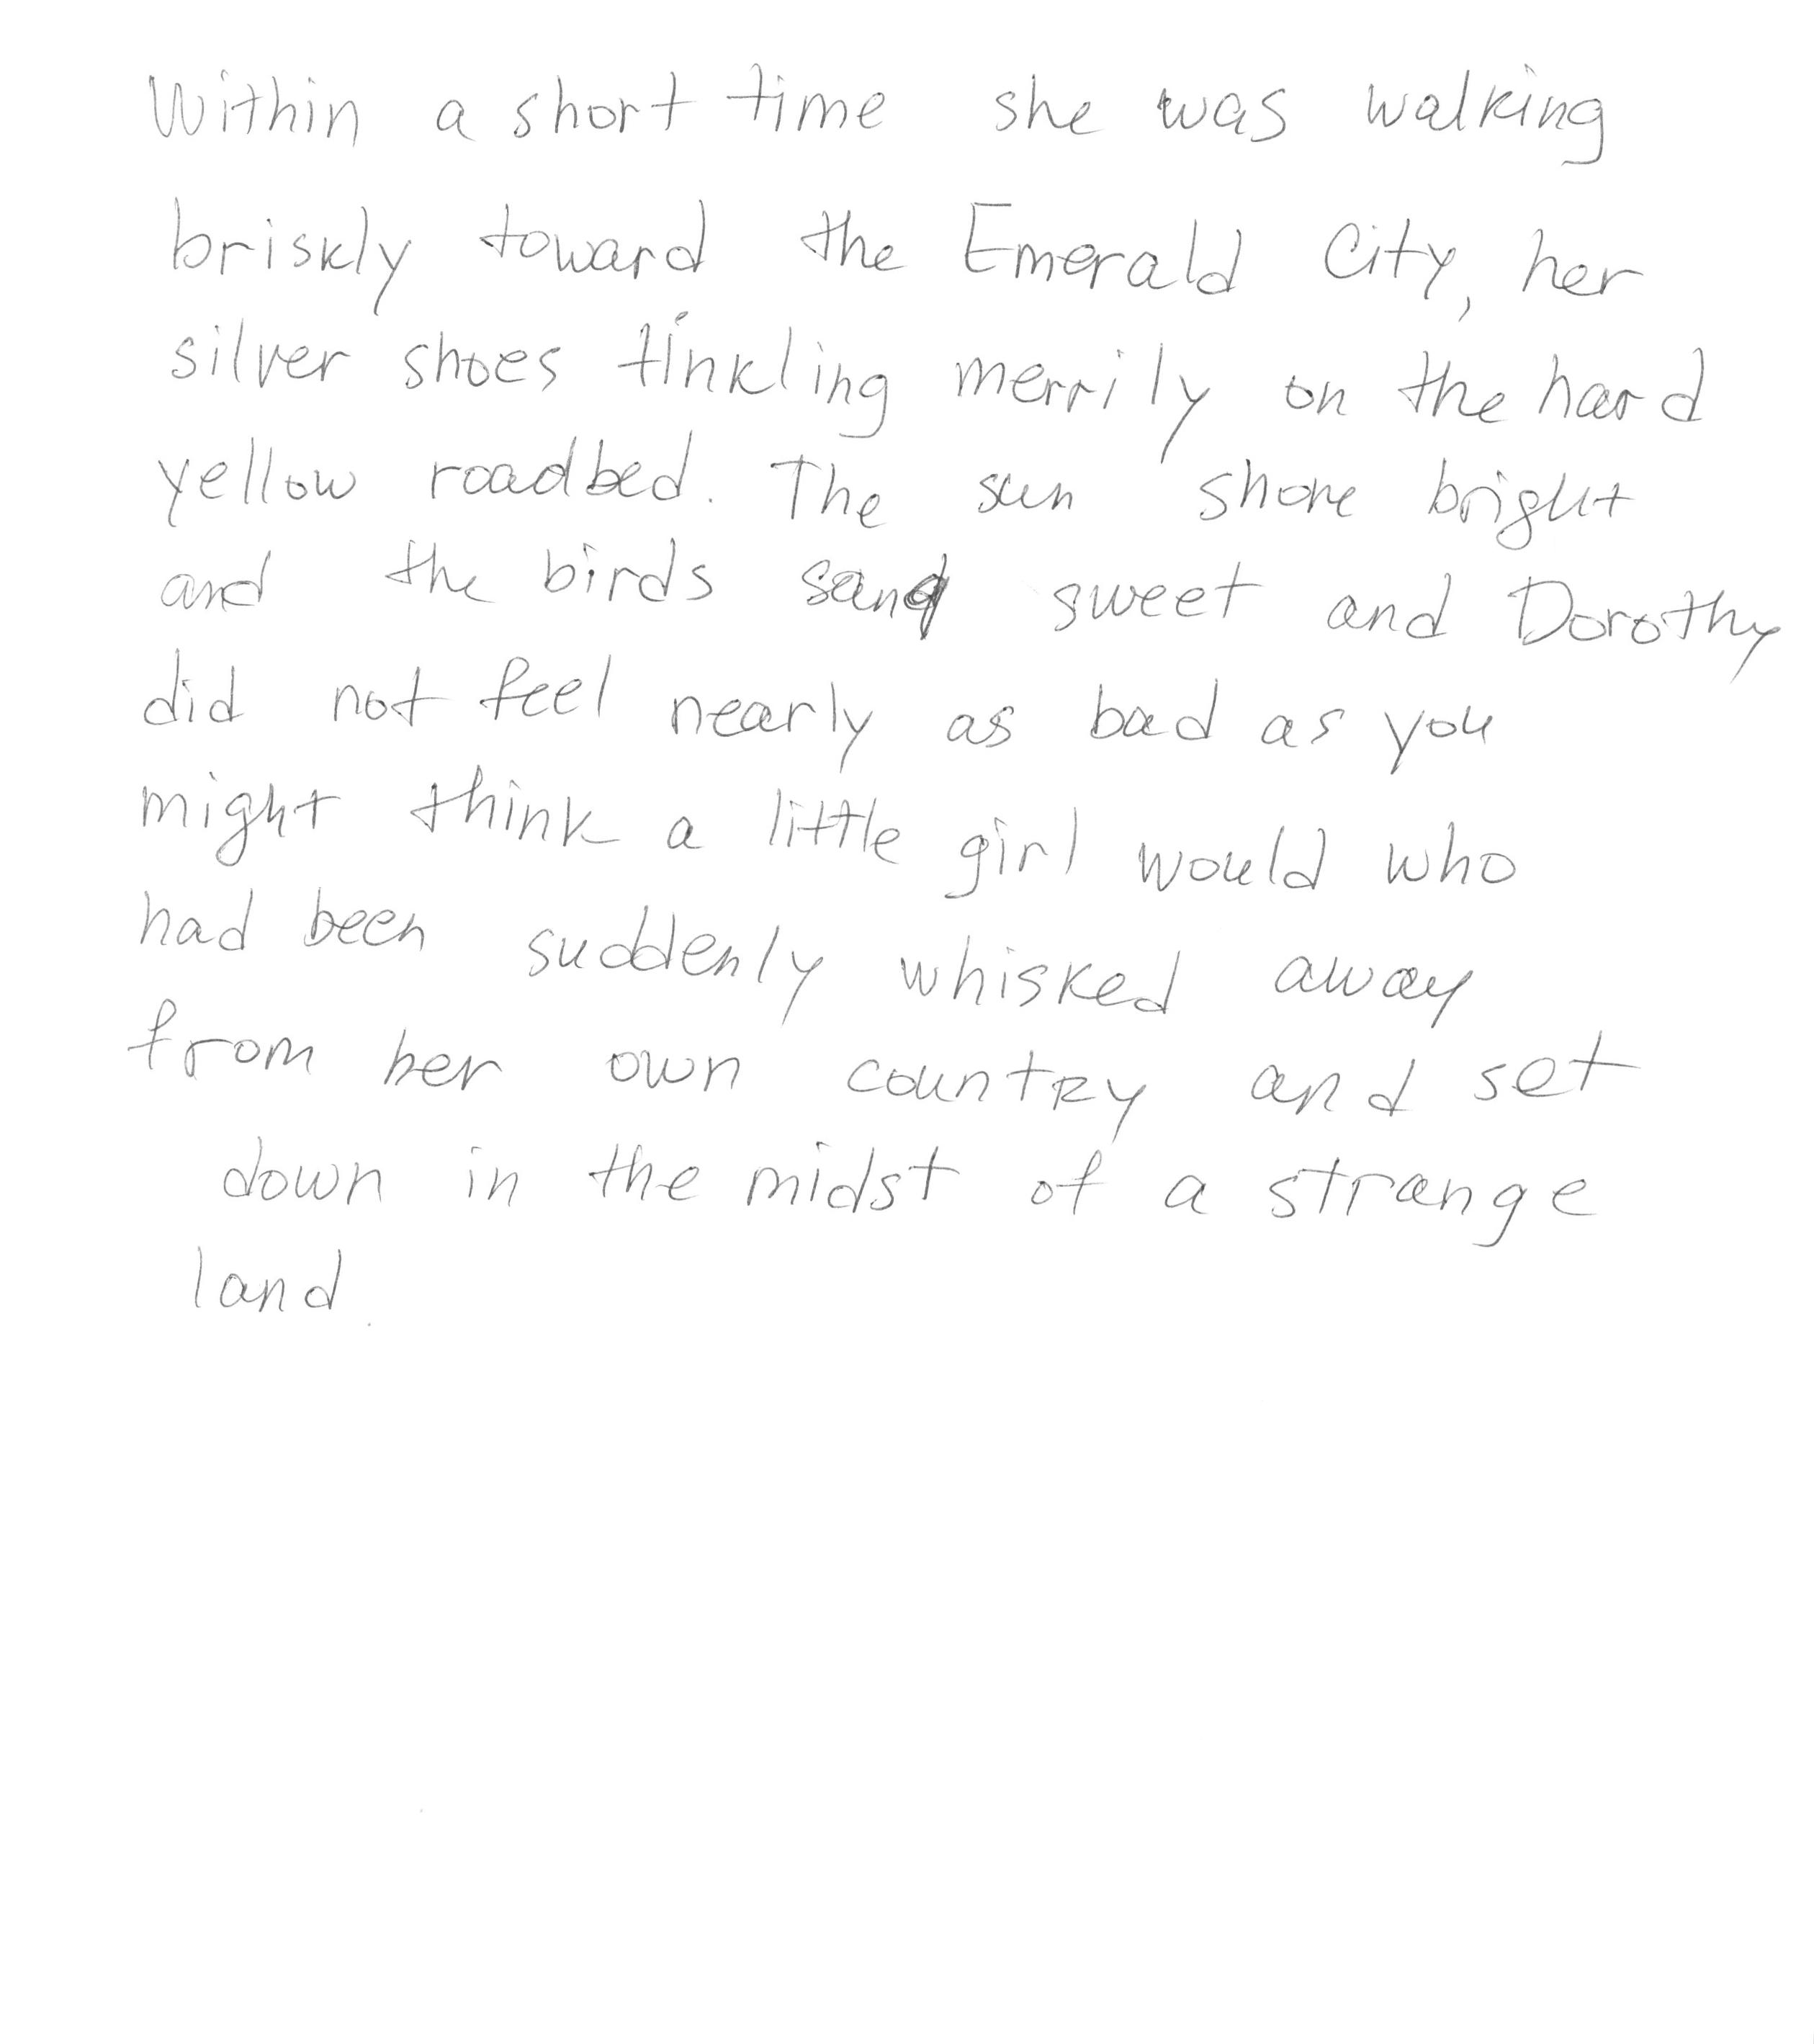 Within a short time she was walking
briskly toward the Emerald City, her
silver shoes tinkling merrily on the hard
yellow roadbed. The sun shone bright
and the birds sang sweet and Dorothy
did not feel nearly as bad as you
might think a little girl would who
had been suddenly whisked away
from her own country and set
down in the midst of a strange
land.